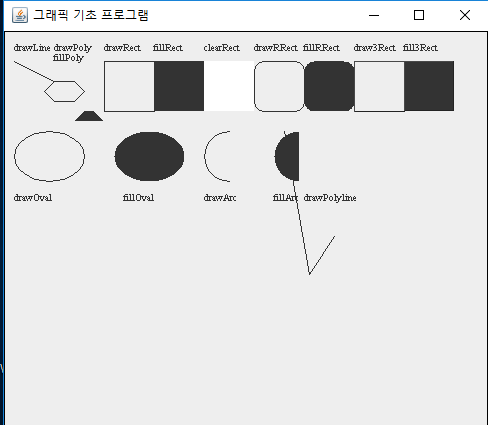 그래픽 기초 프로그램
drawLine drawPoly drawRect fillRect clearRect drawRRect fillRRect draw3Rect fill3Rect
fillPoly
drawOval fillOval drawArc fillArc drawPolyline